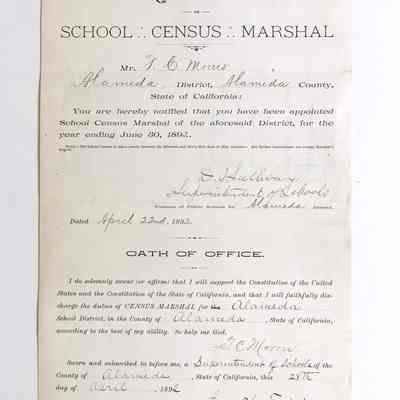 SCHOOL ∴ CENSUS ∴ MARSHAL
Mr. T. C. Morris
Alameda District, Alameda County,
State of California:
You are hereby notified that you have been appointed
School Census Marshal of the aforesaid District, for the
year ending June 30, 1892.
Superintendent of Schools
Alameda
Dated April 22nd, 1892.
OATH OF OFFICE.
I do solemnly swear (or affirm) that I will support the Constitution of the United
States and the Constitution of the State of California, and that I will faithfully dis-
charge the duties of CENSUS MARSHAL for the Alameda
School District, in the County of Alameda, State of California,
according to the best of my ability. So help me God.
T C Morris
Sworn and subscribed to before me, a Superintendent of Schools of the
County of Alameda, State of California, this 28th
day of April, 1892